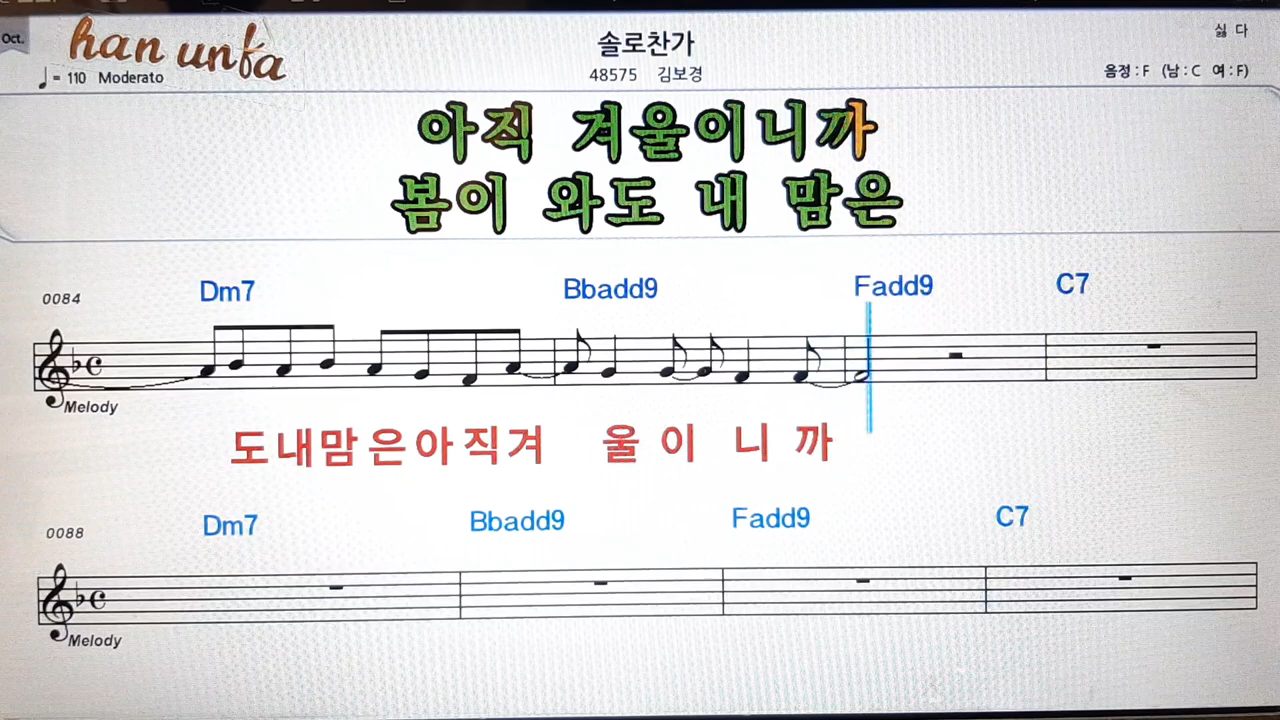 Oct.
han unfa
솔로찬가
싫 다
♩= 110 Moderato
48575 김보경
음정 : F (남 : C 여 : F)
아직 겨울이니까
봄이 와도 내 맘은
0084
Dm7 Bbadd9 Fadd9 C7
Melody
도내맘은아직겨 울 이 니 까
0088
Dm7 Bbadd9 Fadd9 C7
Melody